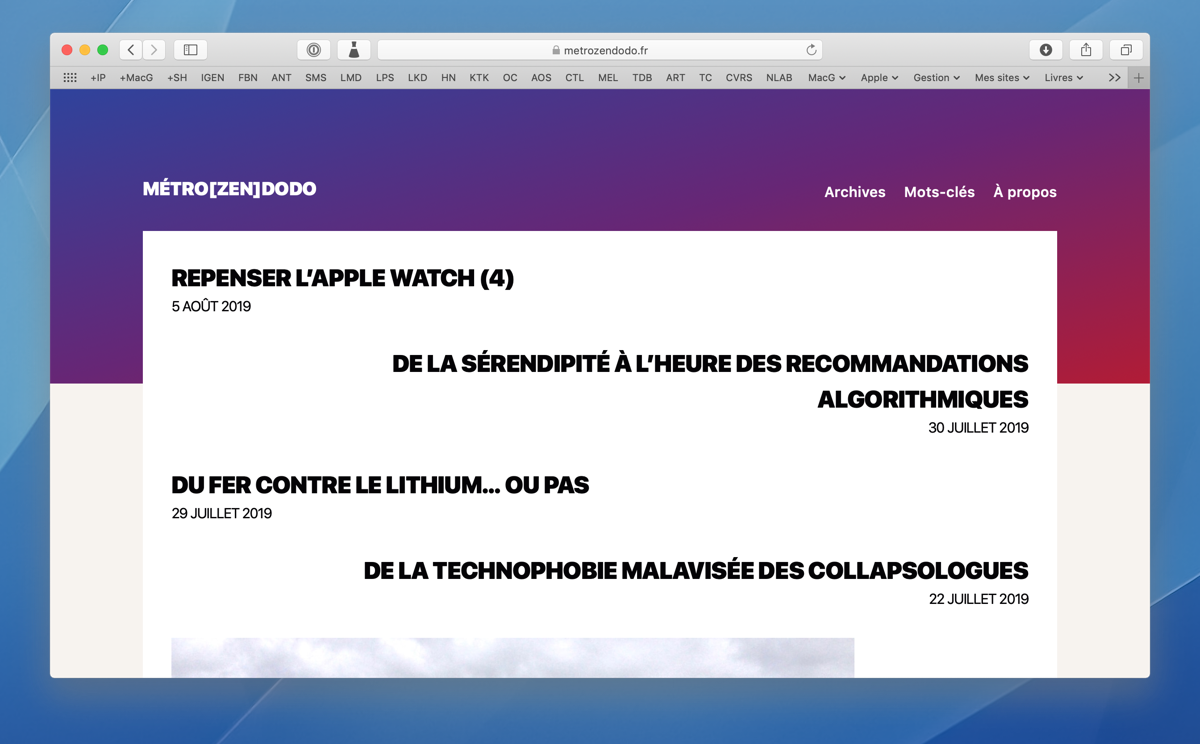 metrozendodo.fr
+IP +MacG +SH IGEN FBN ANT SMS LMD LPS LKD HN KTK OC AOS CTL MEL TDB ART TC CVRS NLAB MacG Apple Gestion Mes sites Livres
MÉTRO[ZEN]DODO
Archives Mots-clés À propos
REPENSER L’APPLE WATCH (4)
5 AOÛT 2019
DE LA SÉRENDIPITÉ À L’HEURE DES RECOMMANDATIONS
ALGORITHMIQUES
30 JUILLET 2019
DU FER CONTRE LE LITHIUM… OU PAS
29 JUILLET 2019
DE LA TECHNOPHOBIE MALAVISÉE DES COLLAPSOLOGUES
22 JUILLET 2019